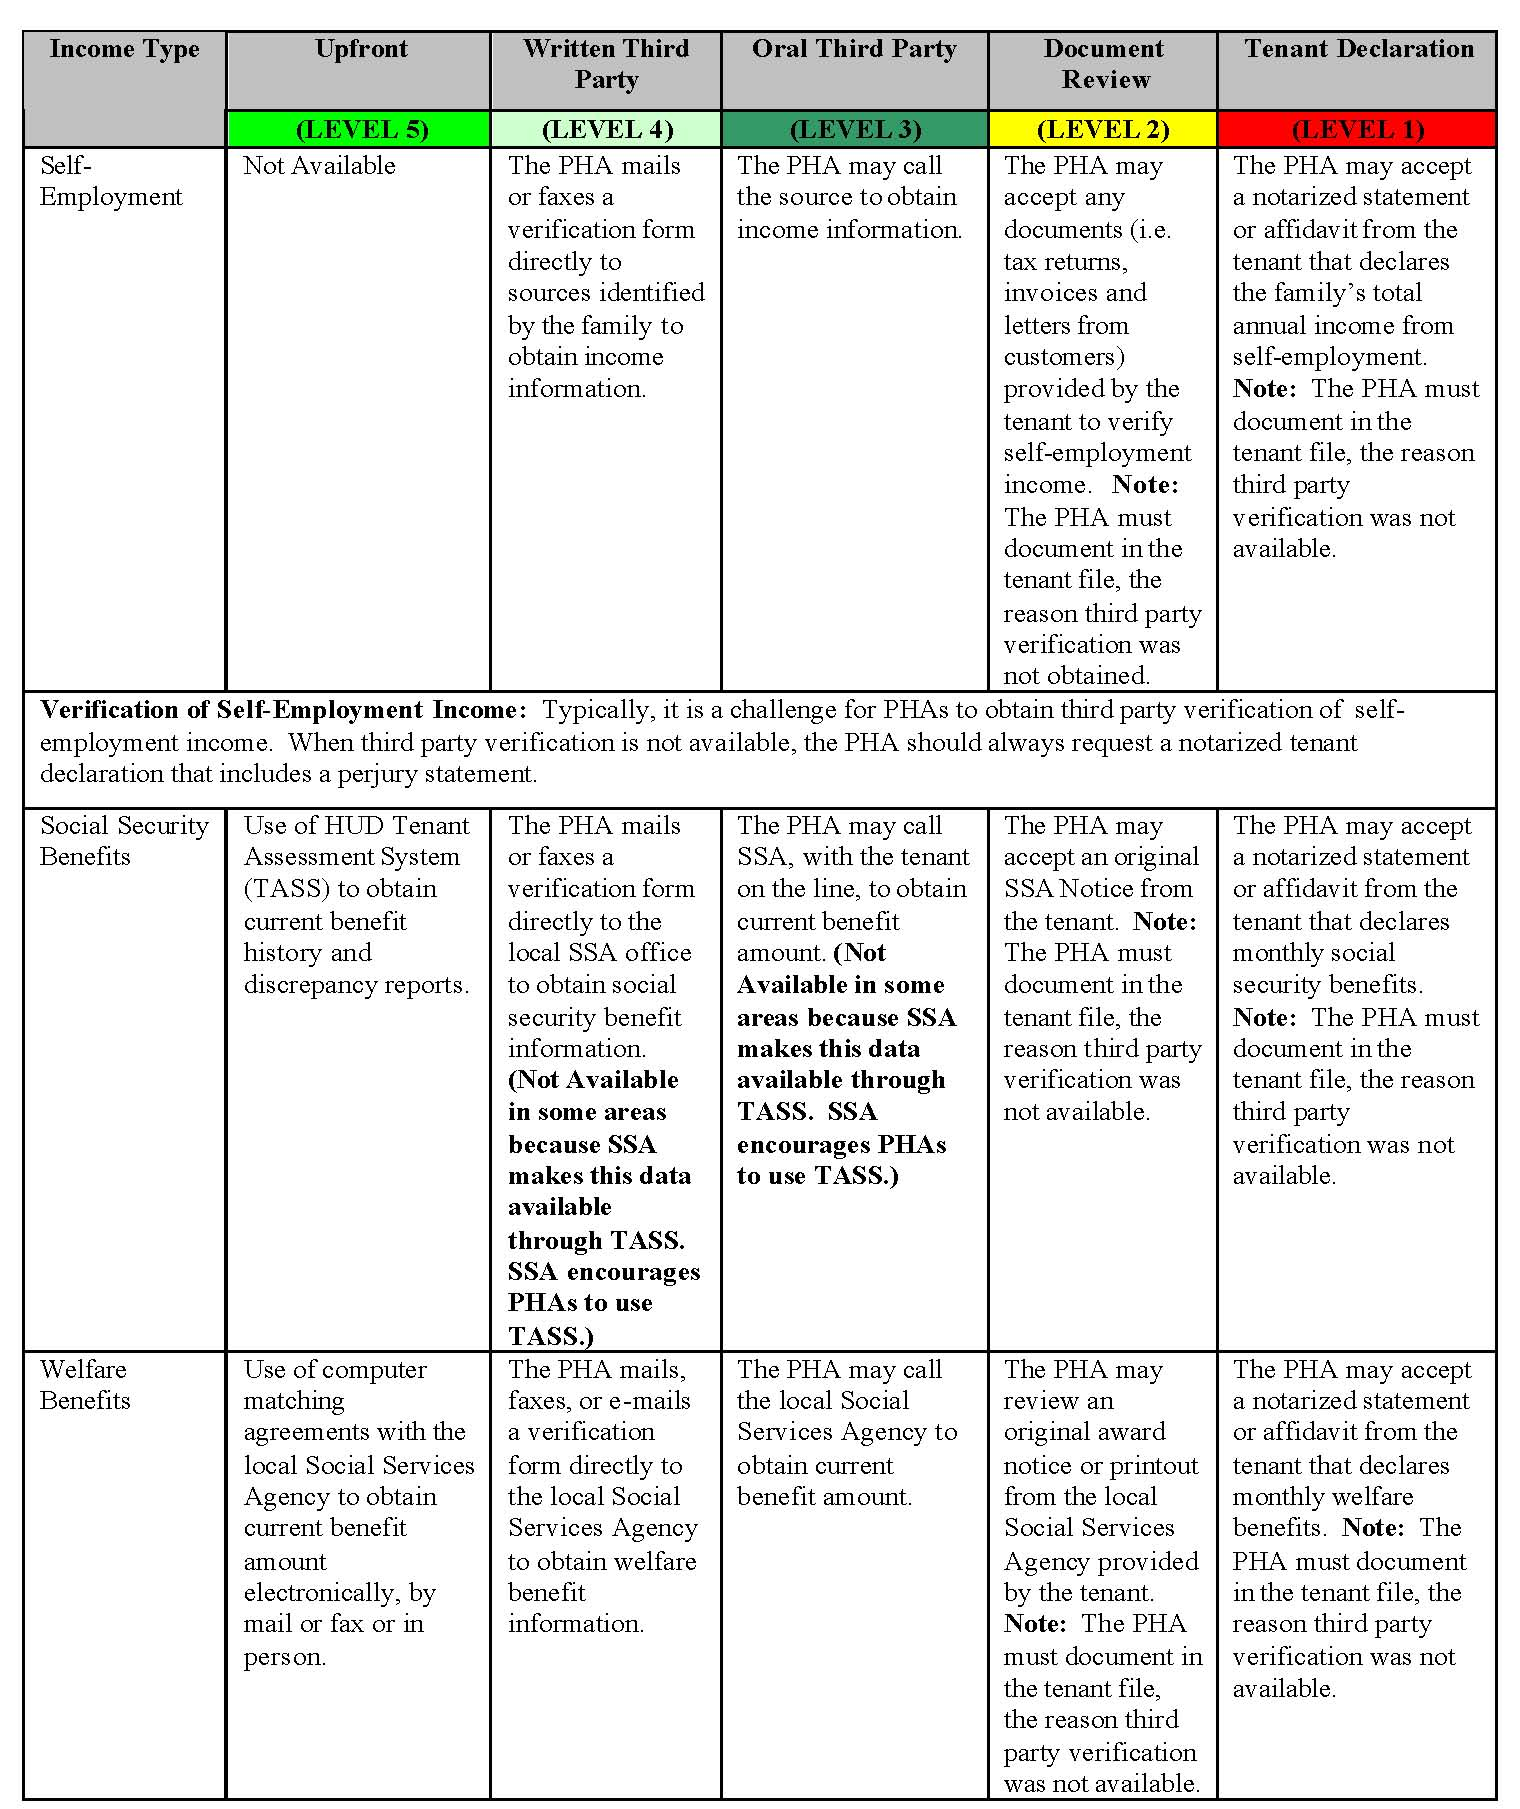 Income Type
Upfront
Written Third
Party
Oral Third Party
Document
Review
Tenant Declaration
(LEVEL 5)
(LEVEL 4)
(LEVEL 3)
(LEVEL 2)
(LEVEL 1)
Self-
Employment
Not Available
The PHA mails
or faxes a
verification form
directly to
sources identified
by the family to
obtain income
information.
The PHA may call
the source to obtain
income information.
The PHA may
accept any
documents (i.e.
tax returns,
invoices and
letters from
customers)
provided by the
tenant to verify
self-employment
income. Note:
The PHA must
document in the
tenant file, the
reason third party
verification was
not obtained.
The PHA may accept
a notarized statement
or affidavit from the
tenant that declares
the family’s total
annual income from
self-employment.
Note: The PHA must
document in the
tenant file, the reason
third party
verification was not
available.
Verification of Self-Employment Income: Typically, it is a challenge for PHAs to obtain third party verification of self-
employment income. When third party verification is not available, the PHA should always request a notarized tenant
declaration that includes a perjury statement.
Social Security
Benefits
Use of HUD Tenant
Assessment System
(TASS) to obtain
current benefit
history and
discrepancy reports.
The PHA mails
or faxes a
verification form
directly to the
local SSA office
to obtain social
security benefit
information.
(Not Available
in some areas
because SSA
makes this data
available
through TASS.
SSA encourages
PHAs to use
TASS.)
The PHA may call
SSA, with the tenant
on the line, to obtain
current benefit
amount. (Not
Available in some
areas because SSA
makes this data
available through
TASS. SSA
encourages PHAs
to use TASS.)
The PHA may
accept an original
SSA Notice from
the tenant. Note:
The PHA must
document in the
tenant file, the
reason third party
verification was
not available.
The PHA may accept
a notarized statement
or affidavit from the
tenant that declares
monthly social
security benefits.
Note: The PHA must
document in the
tenant file, the reason
third party
verification was not
available.
Welfare
Benefits
Use of computer
matching
agreements with the
local Social Services
Agency to obtain
current benefit
amount
electronically, by
mail or fax or in
person.
The PHA mails,
faxes, or e-mails
a verification
form directly to
the local Social
Services Agency
to obtain welfare
benefit
information.
The PHA may call
the local Social
Services Agency to
obtain current
benefit amount.
The PHA may
review an
original award
notice or printout
from the local
Social Services
Agency provided
by the tenant.
Note: The PHA
must document in
the tenant file,
the reason third
party verification
was not available.
The PHA may accept
a notarized statement
or affidavit from the
tenant that declares
monthly welfare
benefits. Note: The
PHA must document
in the tenant file, the
reason third party
verification was not
available.